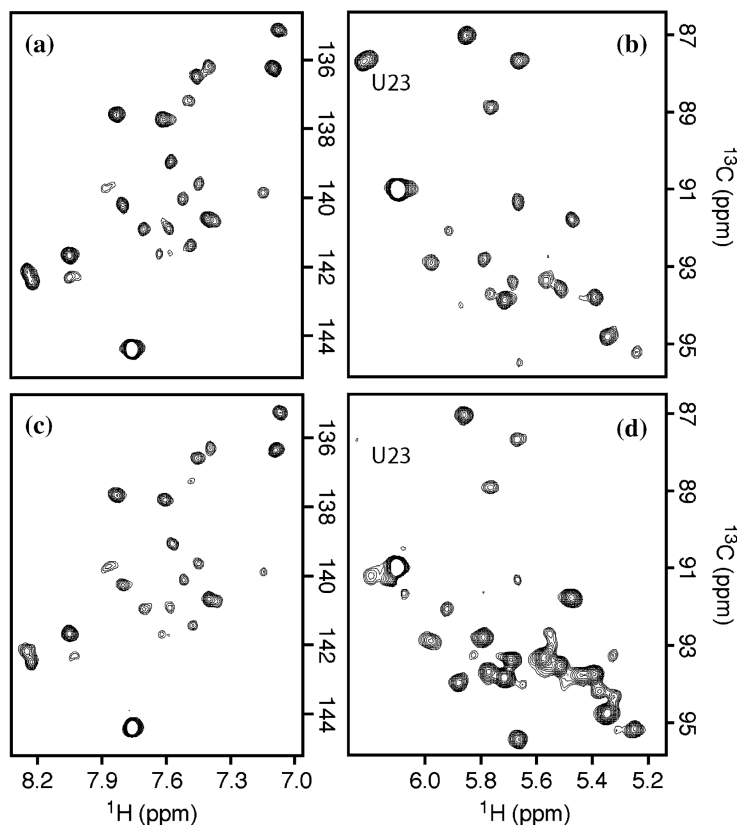 (a)
136
138
140
142
144
(b)
U23
87
89
91
93
95
13C (ppm)
(c)
136
138
140
142
144
8.2 7.9 7.6 7.3 7.0
1H (ppm)
(d)
U23
87
89
91
93
95
13C (ppm)
6.0 5.8 5.6 5.4 5.2
1H (ppm)